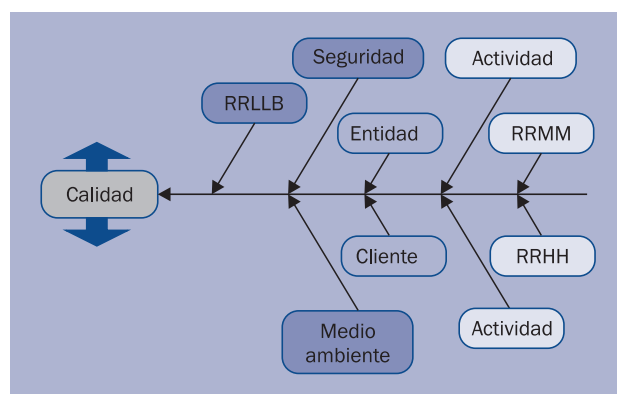 Seguridad
Actividad
RRLLB
Entidad
RRMM
Calidad
Cliente
RRHH
Medio
ambiente
Actividad